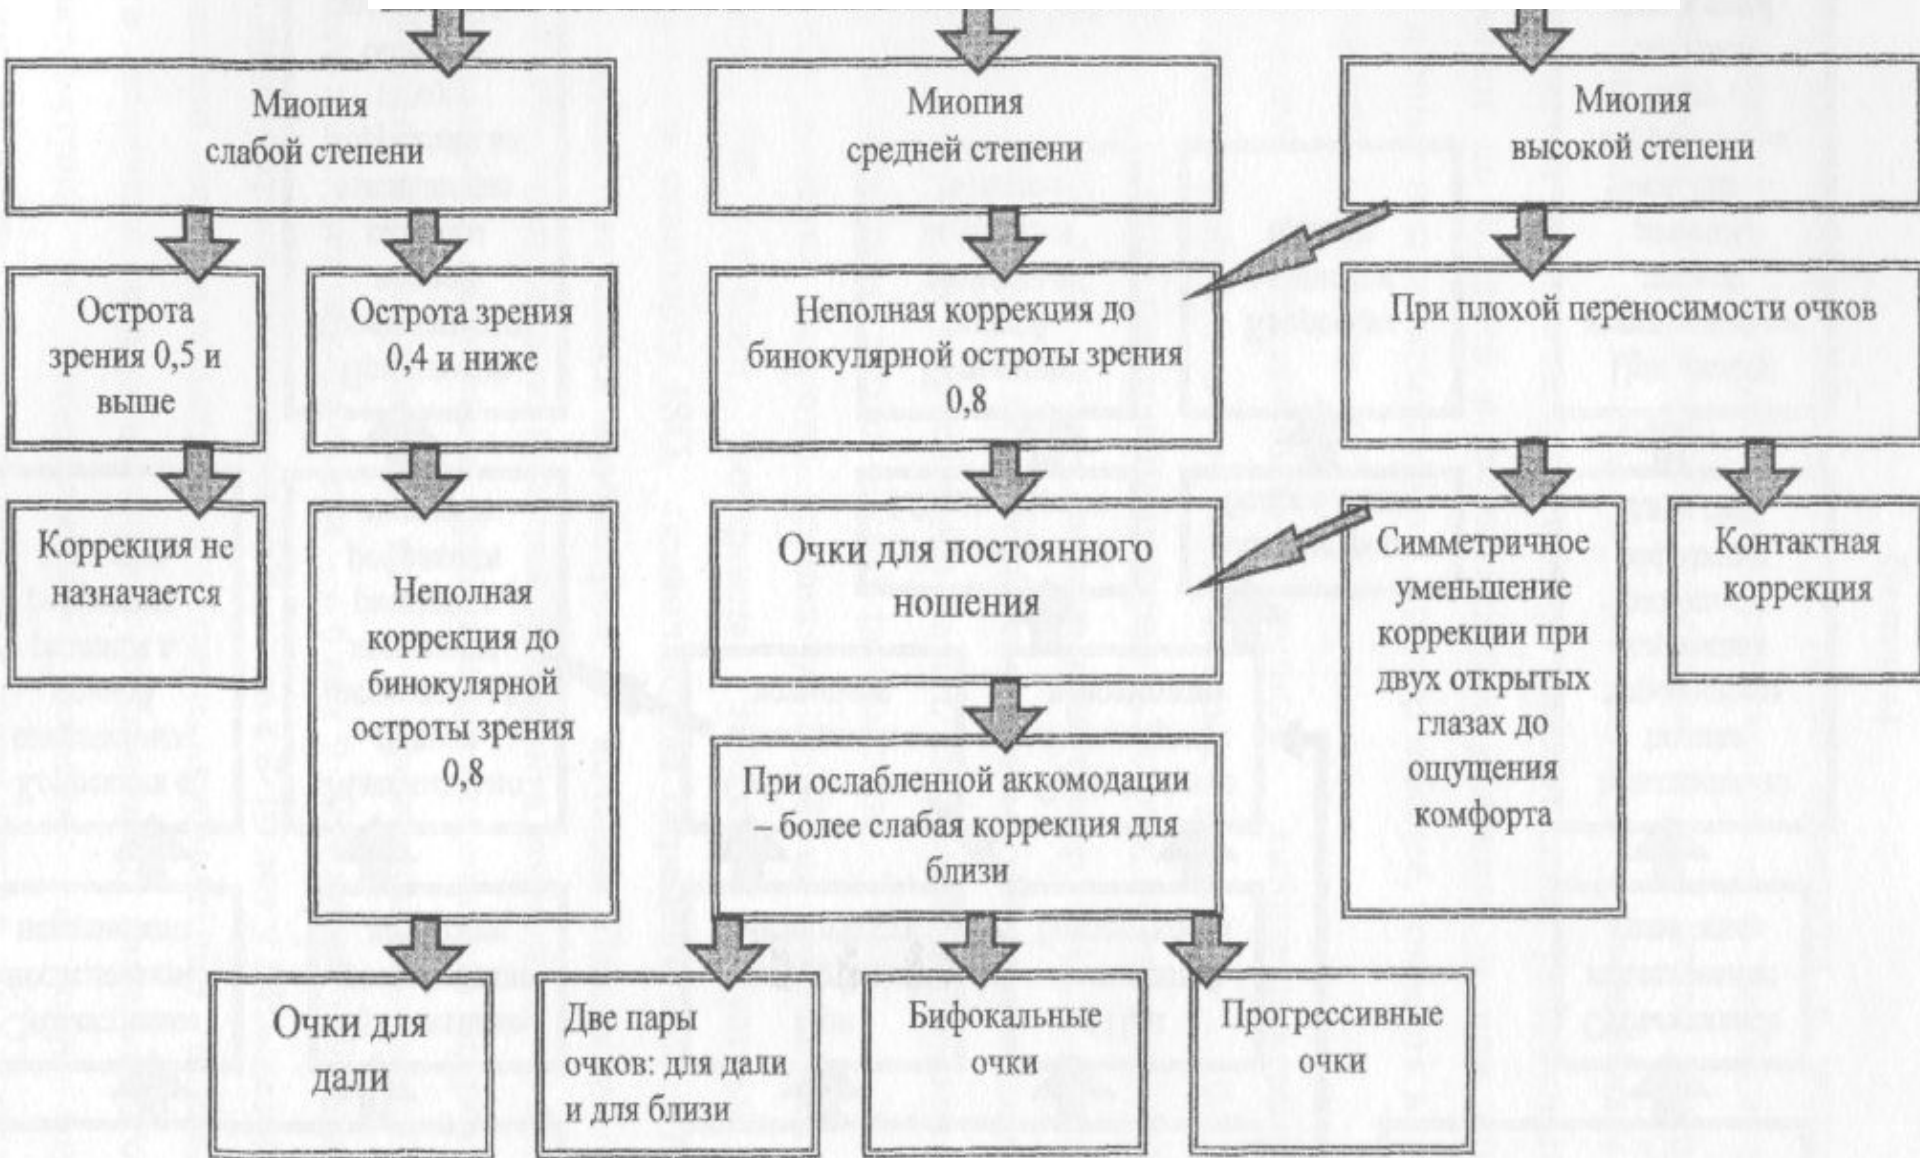 Миопия
слабой степени
Миопия
средней степени
Миопия
высокой степени
Острота
зрения 0,5 и
выше
Острота зрения
0,4 и ниже
Неполная коррекция до
бинокулярной остроты зрения
0,8
При плохой переносимости очков
Коррекция не
назначается
Неполная
коррекция до
бинокулярной
остроты зрения
0,8
Очки для постоянного
ношения
Симметричное
уменьшение
коррекции при
двух открытых
глазах до
ощущения
комфорта
Контактная
коррекция
При ослабленной аккомодации
– более слабая коррекция для
близи
Очки для
дали
Две пары
очков: для дали
и для близи
Бифокальные
очки
Прогрессивные
очки